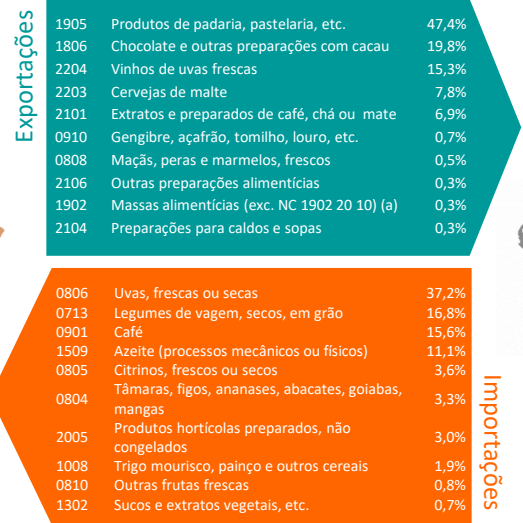 Exportações
1905 Produtos de padaria, pastelaria, etc. 47,4%
1806 Chocolate e outras preparações com cacau 19,8%
2204 Vinhos de uvas frescas 15,3%
2203 Cervejas de malte 7,8%
2101 Extratos e preparados de café, chá ou mate 6,9%
0910 Gengibre, açafrão, tomilho, louro, etc. 0,7%
0808 Maçãs, peras e marmelos, frescos 0,5%
2106 Outras preparações alimentícias 0,3%
1902 Massas alimentícias (exc. NC 1902 20 10) (a) 0,3%
2104 Preparações para caldos e sopas 0,3%
Importações
0806 Uvas, frescas ou secas 37,2%
0713 Legumes de vagem, secos, em grão 16,8%
0901 Café 15,6%
1509 Azeite (processos mecânicos ou físicos) 11,1%
0805 Citrinos, frescos ou secos 3,6%
0804 Tâmaras, figos, ananases, abacates, goiabas,
mangas 3,3%
2005 Produtos hortícolas preparados, não
congelados 3,0%
1008 Trigo mourisco, painço e outros cereais 1,9%
0810 Outras frutas frescas 0,8%
1302 Sucos e extratos vegetais, etc. 0,7%